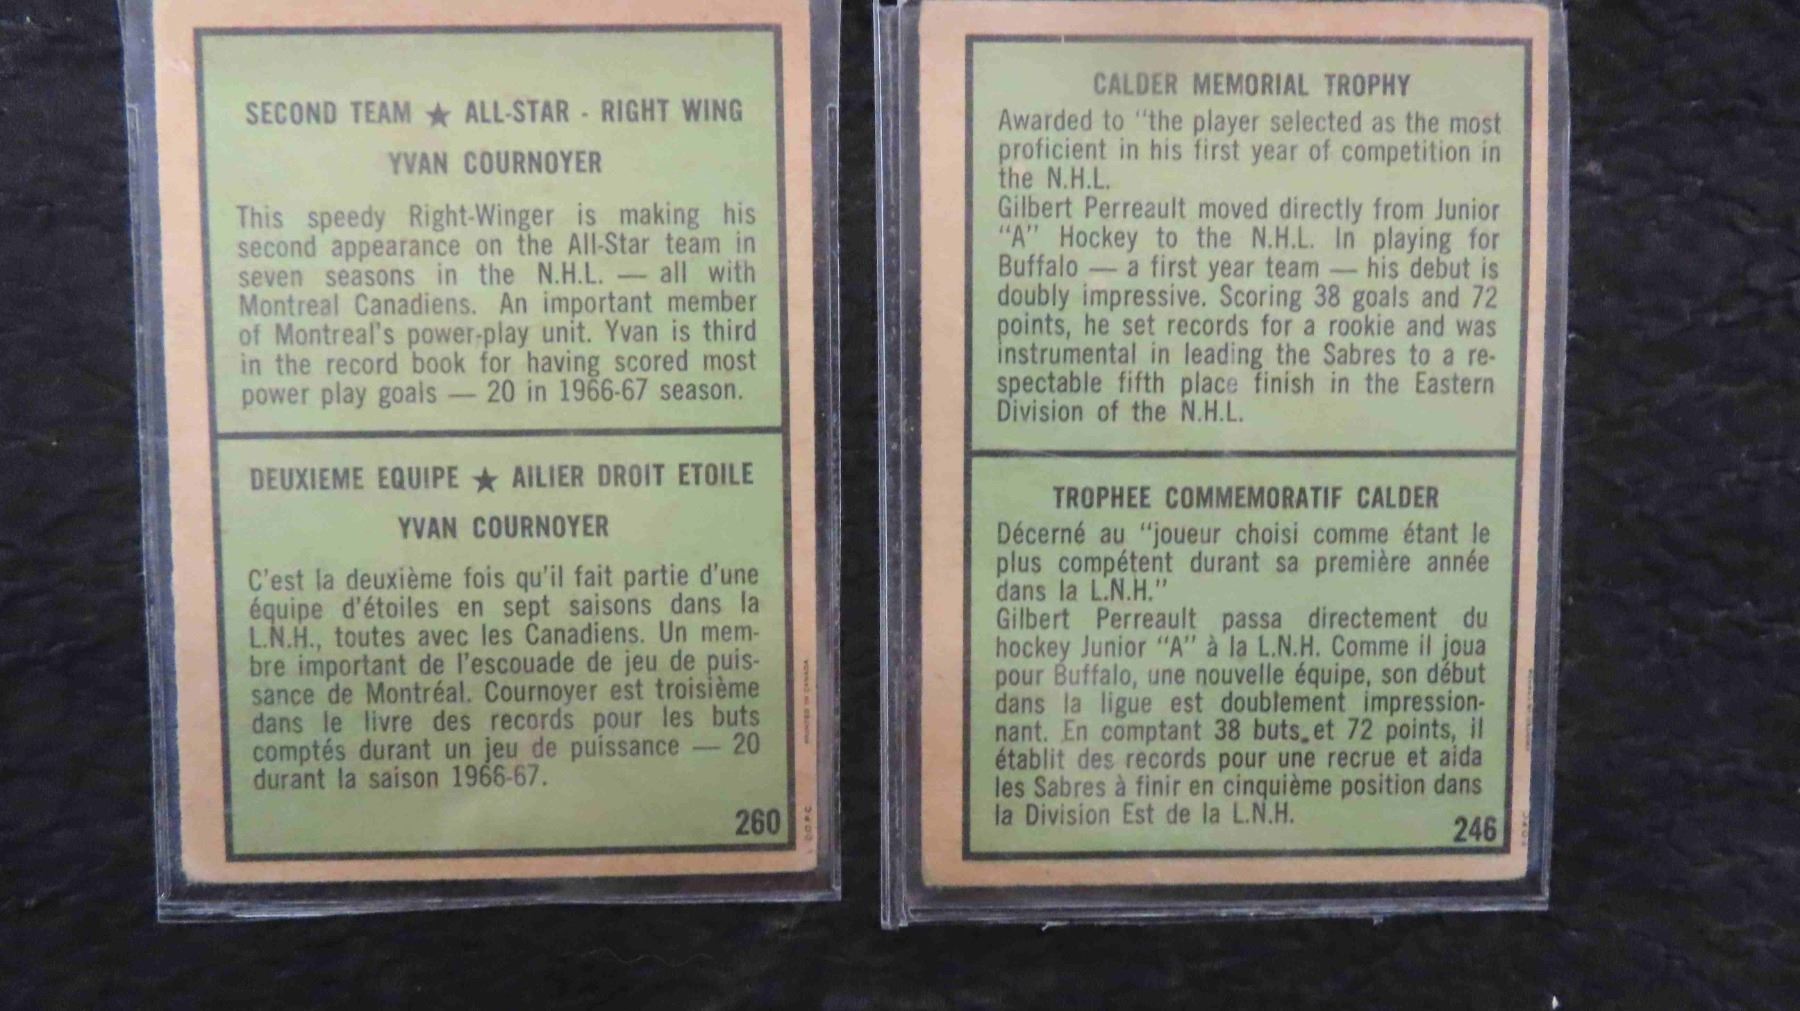 SECOND TEAM ★ ALL-STAR - RIGHT WING
YVAN COURNOYER
This speedy Right-Winger is making his
second appearance on the All-Star team in
seven seasons in the N.H.L. — all with
Montreal Canadiens. An important member
of Montreal's power-play unit. Yvan is third
in the record book for having scored most
power play goals — 20 in 1966-67 season.
DEUXIEME EQUIPE ★ AILIER DROIT ETOILE
YVAN COURNOYER
C'est la deuxième fois qu'il fait partie d'une
équipe d'étoiles en sept saisons dans la
L.N.H., toutes avec les Canadiens. Un mem-
bre important de l'escouade de jeu de puis-
sance de Montréal. Cournoyer est troisième
dans le livre des records pour les buts
comptés durant un jeu de puissance — 20
durant la saison 1966-67.
260
PRINTED IN CANADA
O.P.C.
CALDER MEMORIAL TROPHY
Awarded to "the player selected as the most
proficient in his first year of competition in
the N.H.L.
Gilbert Perreault moved directly from Junior
"A" Hockey to the N.H.L. In playing for
Buffalo — a first year team — his debut is
doubly impressive. Scoring 38 goals and 72
points, he set records for a rookie and was
instrumental in leading the Sabres to a re-
spectable fifth place finish in the Eastern
Division of the N.H.L.
TROPHEE COMMEMORATIF CALDER
Décerné au "joueur choisi comme étant le
plus compétent durant sa première année
dans la L.N.H."
Gilbert Perreault passa directement du
hockey Junior "A" à la L.N.H. Comme il joua
pour Buffalo, une nouvelle équipe, son début
dans la ligue est doublement impression-
nant. En comptant 38 buts et 72 points, il
établit des records pour une recrue et aida
les Sabres à finir en cinquième position dans
la Division Est de la L.N.H.
246
PRINTED IN CANADA
O.P.C.